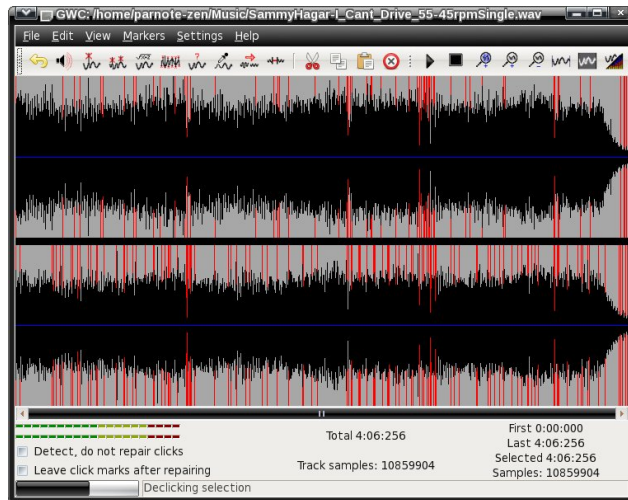 GWC: /home/parnote-zen/Music/SammyHagar-I_Cant_Drive_55-45rpmSingle.wav
File Edit View Markers Settings Help
Total 4:06:256
Track samples: 10859904
First 0:00:000
Last 4:06:256
Selected 4:06:256
Samples: 10859904
Detect, do not repair clicks
Leave click marks after repairing
Declicking selection